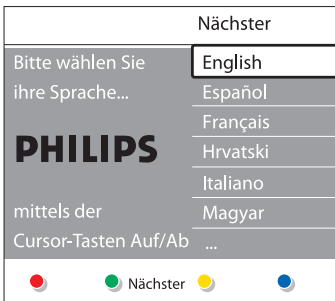 Nächster
Bitte wählen Sie
ihre Sprache...
PHILIPS
mittels der
Cursor-Tasten Auf/Ab
English
Español
Français
Hrvatski
Italiano
Magyar
...
Nächster